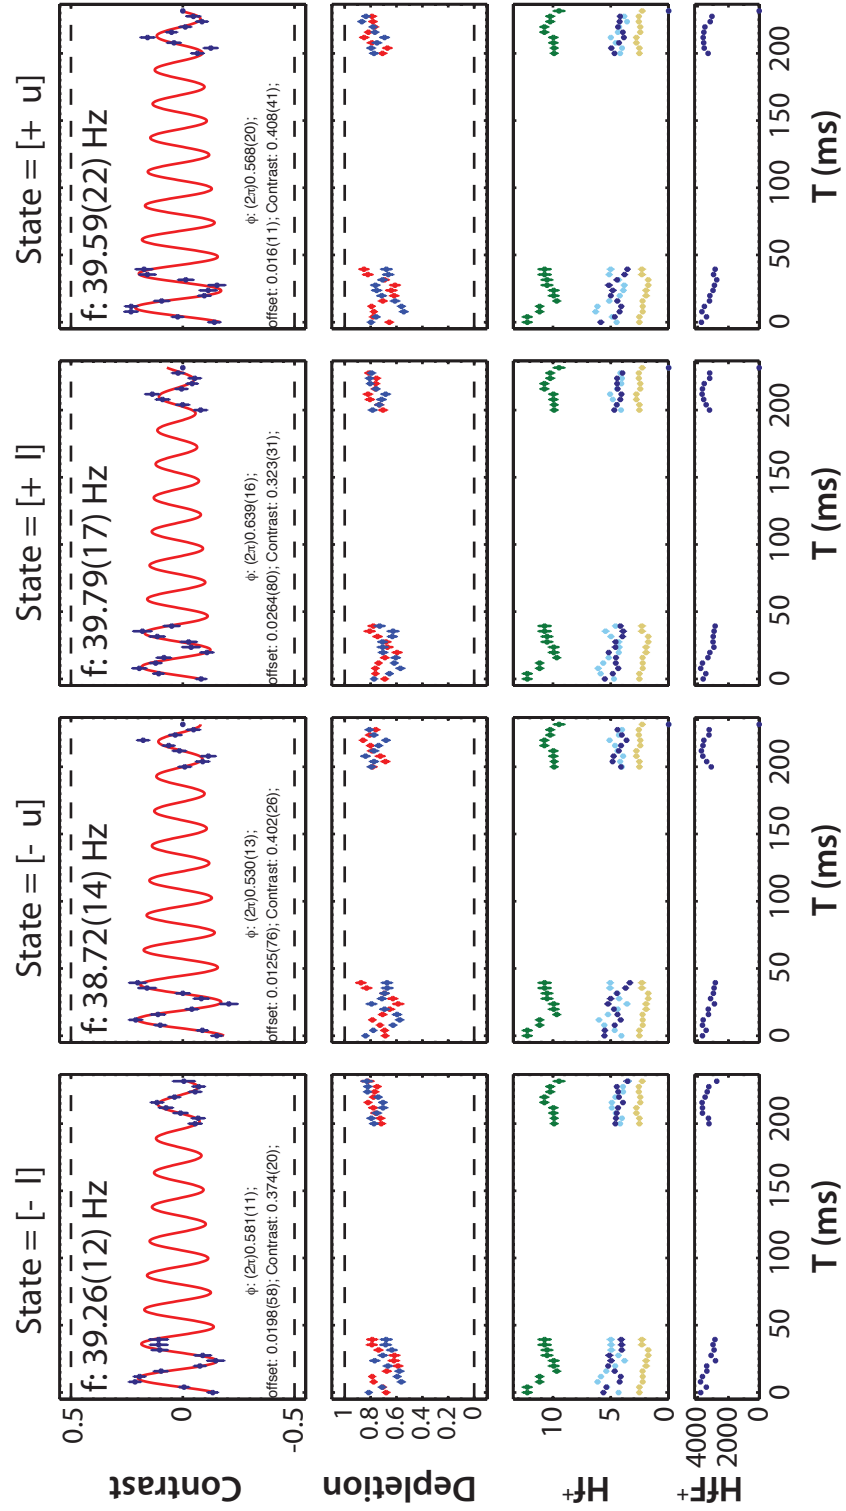 State = [- l]
State = [- u]
State = [+ l]
State = [+ u]
Contrast
0.5
0
-0.5
f: 39.26(12) Hz
ϕ: (2π)0.581(11);
offset: 0.0198(58); Contrast: 0.374(20);
f: 38.72(14) Hz
ϕ: (2π)0.530(13);
offset: 0.0125(76); Contrast: 0.402(26);
f: 39.79(17) Hz
ϕ: (2π)0.639(16);
offset: 0.0264(80); Contrast: 0.323(31);
f: 39.59(22) Hz
ϕ: (2π)0.568(20);
offset: 0.016(11); Contrast: 0.408(41);
Depletion
1
0.8
0.6
0.4
0.2
0
Hf+
10
5
0
HfF+
4000
2000
0
0 50 100 150 200
0 50 100 150 200
0 50 100 150 200
0 50 100 150 200
T (ms)
T (ms)
T (ms)
T (ms)